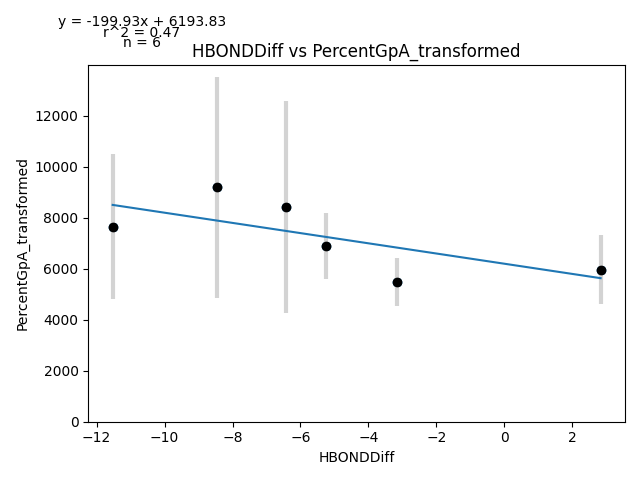 y = -199.93x + 6193.83
r^2 = 0.47
n = 6
HBONDDiff vs PercentGpA_transformed
PercentGpA_transformed
12000
10000
8000
6000
4000
2000
0
−12 −10 −8 −6 −4 −2 0 2
HBONDDiff